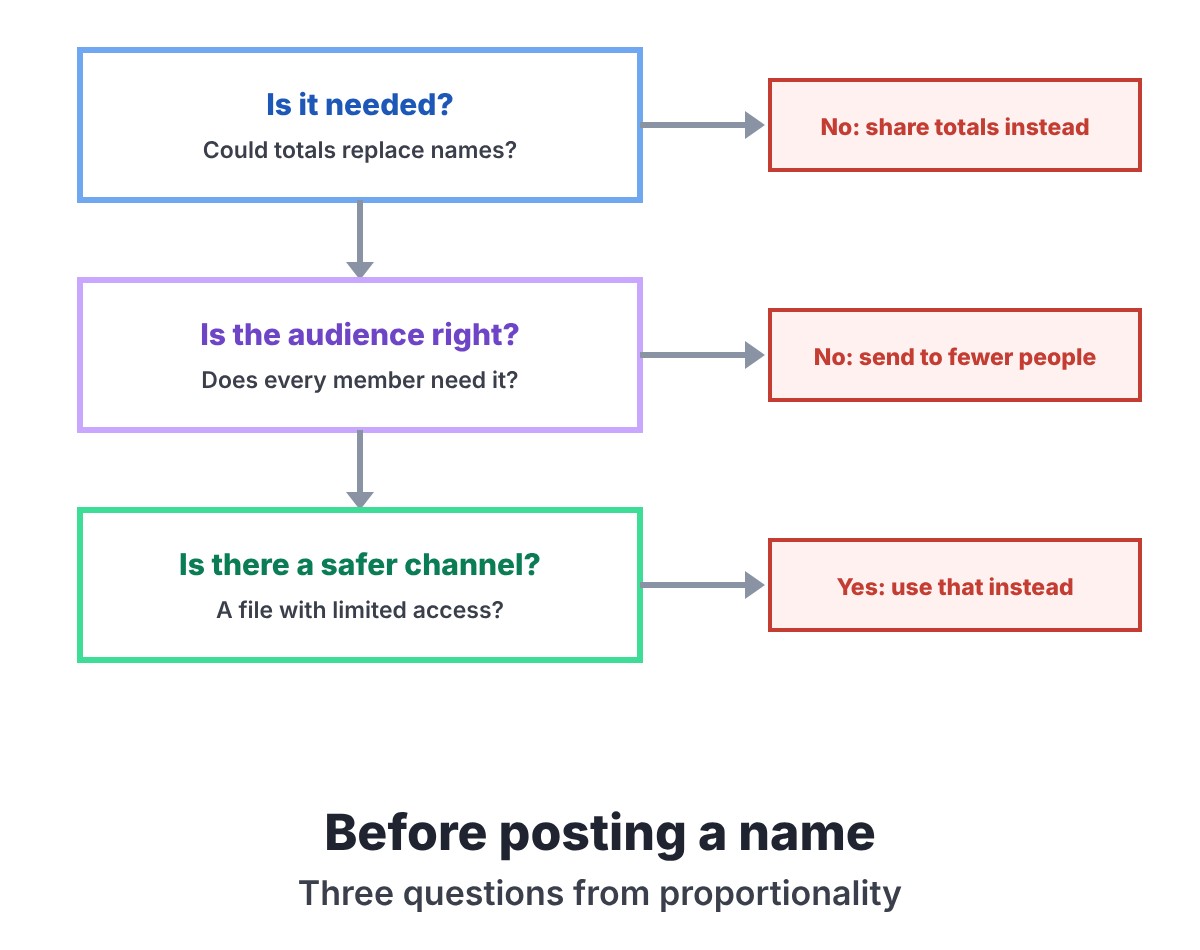 Is it needed?
Could totals replace names?
No: share totals instead
Is the audience right?
Does every member need it?
No: send to fewer people
Is there a safer channel?
A file with limited access?
Yes: use that instead
Before posting a name
Three questions from proportionality